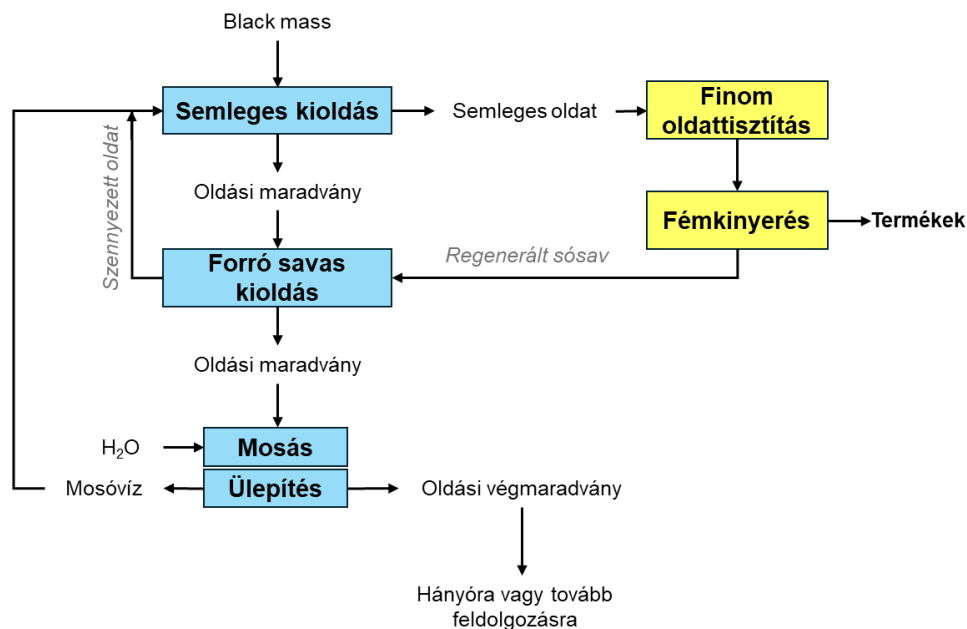 Black mass
Semleges kioldás
Semleges oldat
Finom
oldattisztítás
Szennyezett oldat
Oldási maradvány
Fémkinyerés
Termékek
Forró savas
kioldás
Regenerált sósav
Oldási maradvány
H₂O
Mosás
Mosóvíz
Ülepítés
Oldási végmaradvány
Hányóra vagy tovább
feldolgozásra